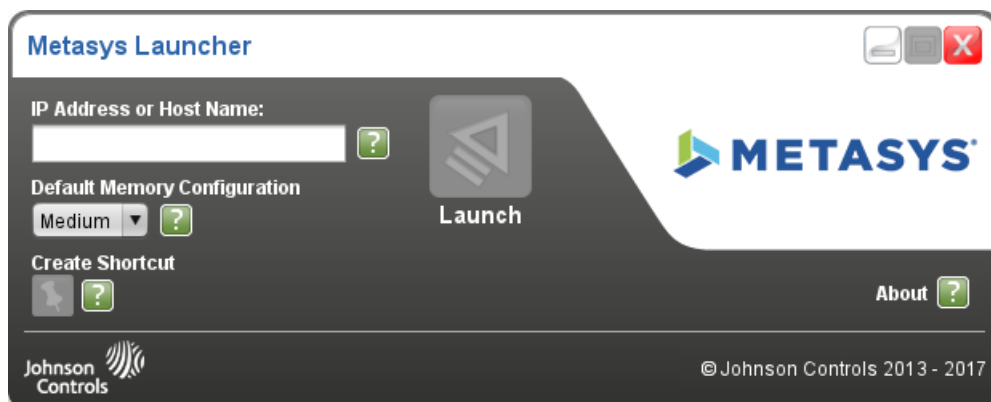 Metasys Launcher
X
IP Address or Host Name:
?
Default Memory Configuration
Medium
?
Create Shortcut
?
Launch
METASYS®
About ?
Johnson
Controls
© Johnson Controls 2013 - 2017